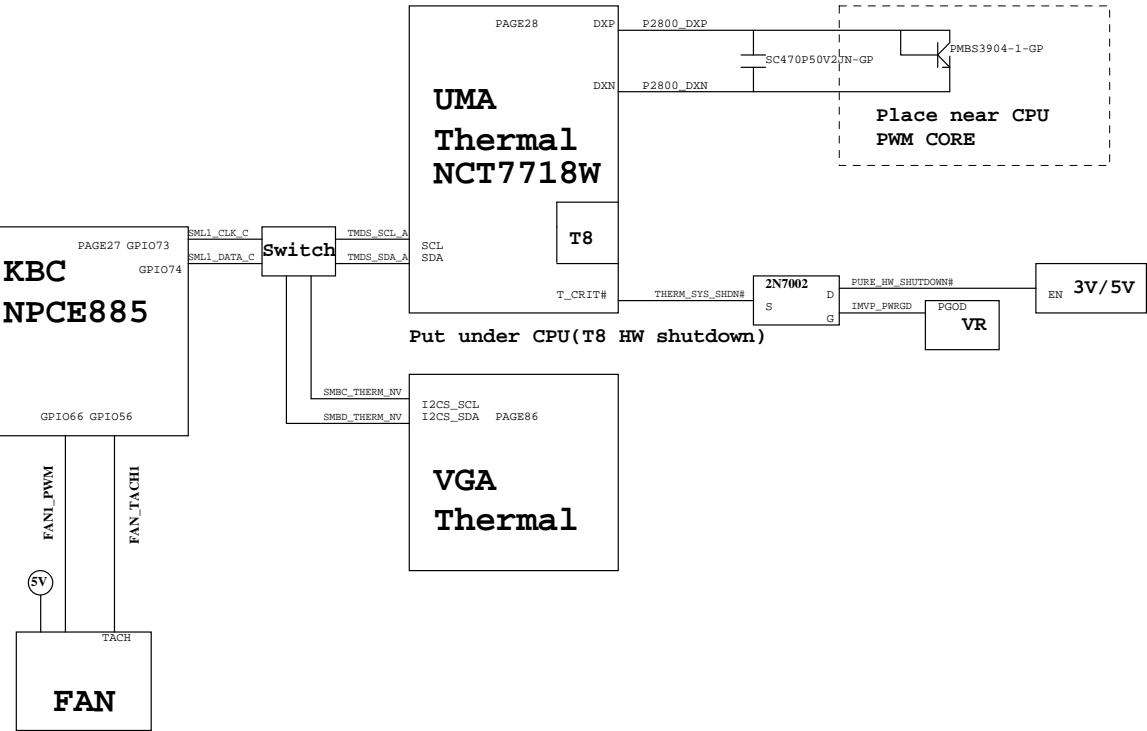 PAGE28
DXP
P2800_DXP
SC470P50V2JN-GP
PMBS3904-1-GP
DXN
P2800_DXN
UMA
Thermal
NCT7718W
Place near CPU
PWM CORE
T8
PAGE27 GPIO73
GPIO74
KBC
NPCE885
SML1_CLK_C
SML1_DATA_C
Switch
TMDS_SCL_A
TMDS_SDA_A
SCL
SDA
T_CRIT#
THERM_SYS_SHDN#
2N7002
S
D
G
PURE_HW_SHUTDOWN#
IMVP_PWRGD
EN
3V/5V
PGOD
VR
Put under CPU(T8 HW shutdown)
SMBC_THERM_NV
SMBD_THERM_NV
I2CS_SCL
I2CS_SDA PAGE86
VGA
Thermal
GPIO66 GPIO56
FAN1_PWM
FAN_TACH1
5V
TACH
FAN